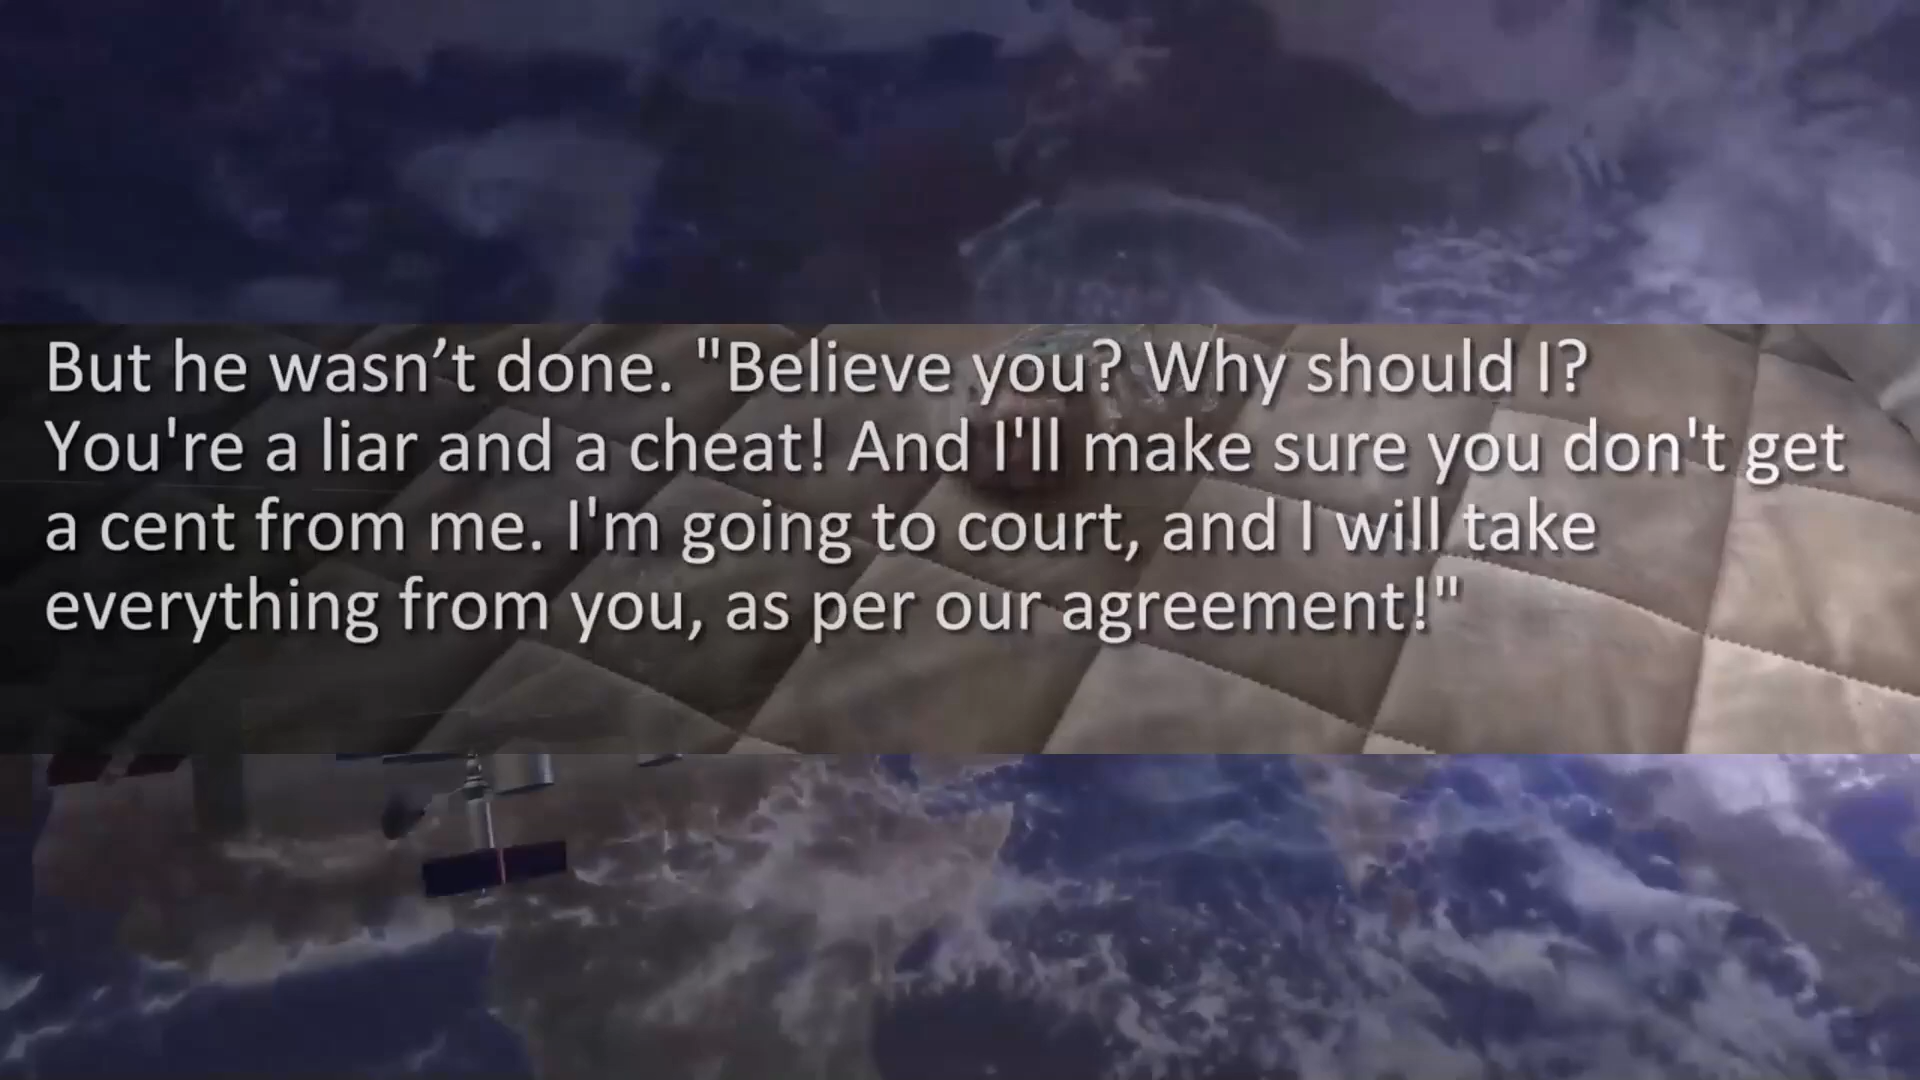 But he wasn’t done. "Believe you? Why should I?
You're a liar and a cheat! And I'll make sure you don't get
a cent from me. I'm going to court, and I will take
everything from you, as per our agreement!"